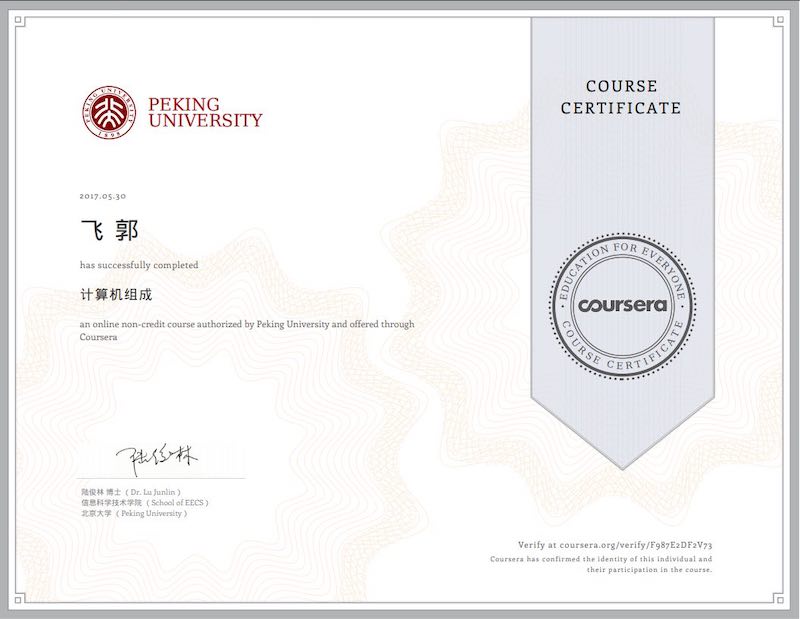 PEKING UNIVERSITY
1898
PEKING
UNIVERSITY
COURSE
CERTIFICATE
2017.05.30
飞 郭
has successfully completed
计算机组成
an online non-credit course authorized by Peking University and offered through
Coursera
EDUCATION FOR EVERYONE
coursera
COURSE CERTIFICATE
陆俊林
陆俊林 博士 ( Dr. Lu Junlin )
信息科学技术学院 ( School of EECS )
北京大学 ( Peking University )
Verify at coursera.org/verify/F987E2DF2V73
Coursera has confirmed the identity of this individual and
their participation in the course.